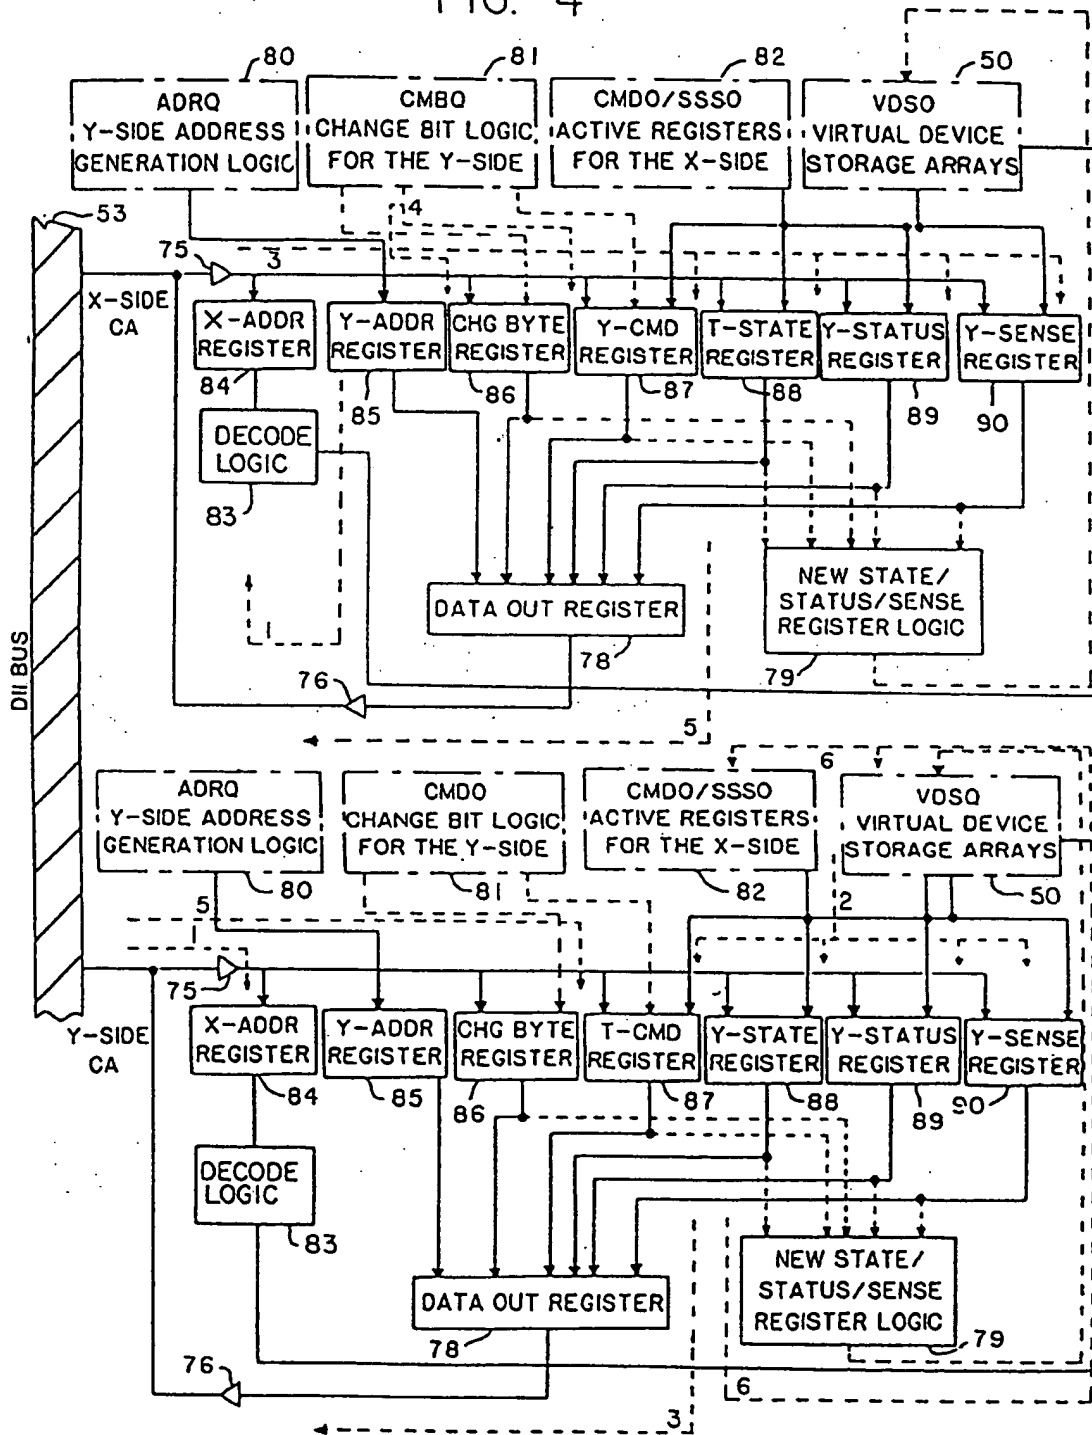 FIG. 4
80
81
82
50
ADRQ
Y-SIDE ADDRESS
GENERATION LOGIC
CMBQ
CHANGE BIT LOGIC
FOR THE Y-SIDE
CMDO/SSSO
ACTIVE REGISTERS
FOR THE X-SIDE
VDSO
VIRTUAL DEVICE
STORAGE ARRAYS
53
75
3
4
X-SIDE
CA
X-ADDR
REGISTER
84
Y-ADDR
REGISTER
85
CHG BYTE
REGISTER
86
Y-CMD
REGISTER
87
T-STATE
REGISTER
88
Y-STATUS
REGISTER
89
Y-SENSE
REGISTER
90
DECODE
LOGIC
83
1
DATA OUT REGISTER
78
NEW STATE/
STATUS/SENSE
REGISTER LOGIC
79
76
5
DII BUS
6
ADRQ
Y-SIDE ADDRESS
GENERATION LOGIC
80
CMDO
CHANGE BIT LOGIC
FOR THE Y-SIDE
81
CMDO/SSSO
ACTIVE REGISTERS
FOR THE X-SIDE
82
VDSQ
VIRTUAL DEVICE
STORAGE ARRAYS
50
5
1
2
75
Y-SIDE
CA
X-ADDR
REGISTER
84
Y-ADDR
REGISTER
85
CHG BYTE
REGISTER
86
T-CMD
REGISTER
87
Y-STATE
REGISTER
88
Y-STATUS
REGISTER
89
Y-SENSE
REGISTER
90
DECODE
LOGIC
83
DATA OUT REGISTER
78
NEW STATE/
STATUS/SENSE
REGISTER LOGIC
79
76
6
3